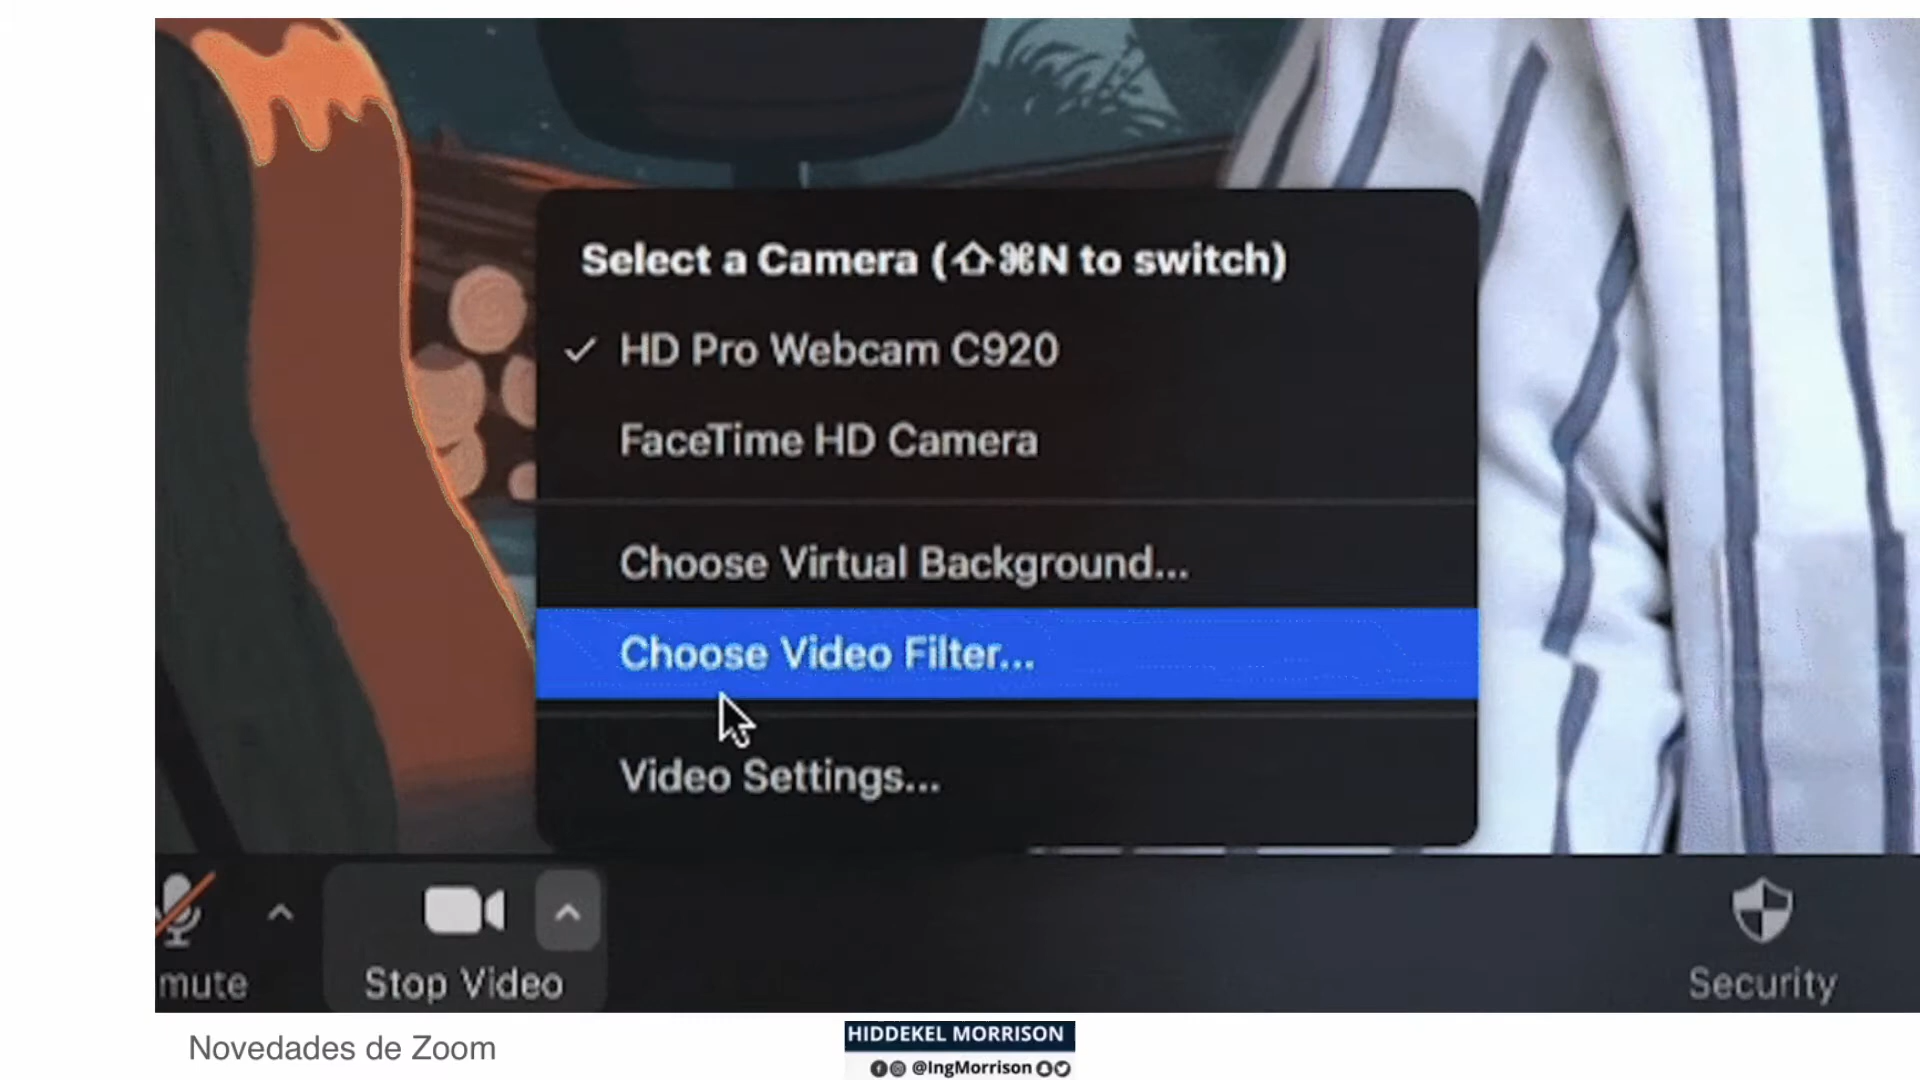 Select a Camera (⇧⌘N to switch)
✓ HD Pro Webcam C920
FaceTime HD Camera
Choose Virtual Background...
Choose Video Filter...
Video Settings...
mute
Stop Video
Security
Novedades de Zoom
HIDDEKEL MORRISON
@IngMorrison